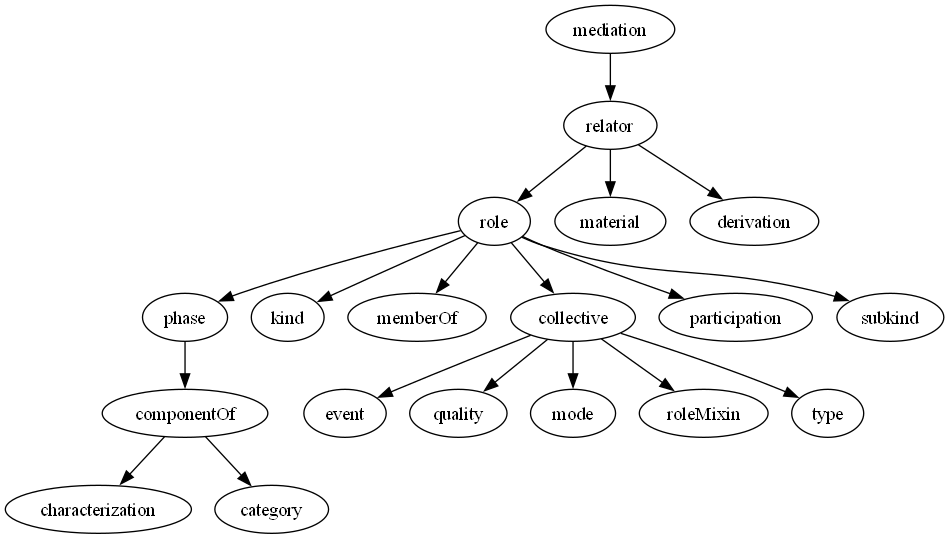 mediation
relator
role
material
derivation
phase
kind
memberOf
collective
participation
subkind
componentOf
event
quality
mode
roleMixin
type
characterization
category